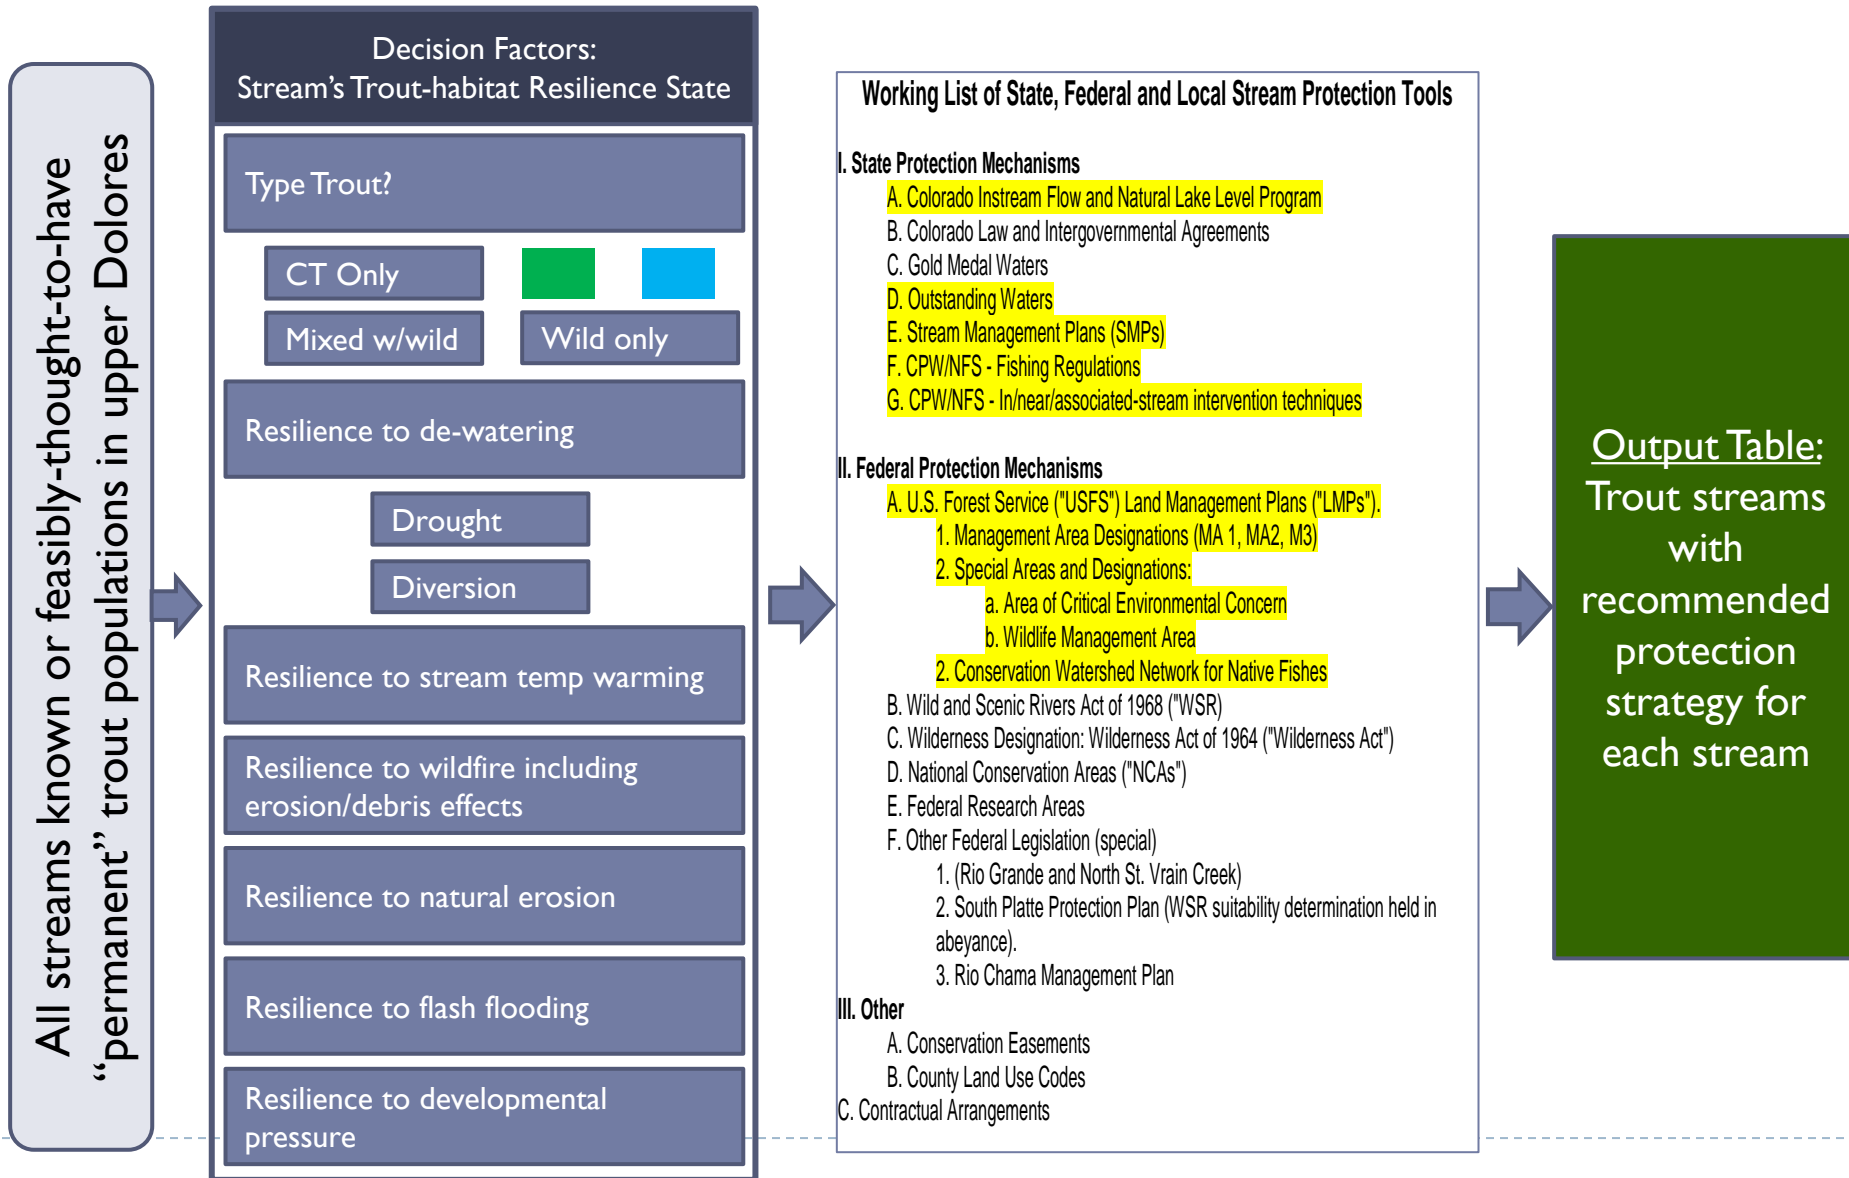 All streams known or feasibly-thought-to-have
“permanent” trout populations in upper Dolores
Decision Factors:
Stream's Trout-habitat Resilience State
Type Trout?
CT Only
Mixed w/wild
Wild only
Resilience to de-watering
Drought
Diversion
Resilience to stream temp warming
Resilience to wildfire including
erosion/debris effects
Resilience to natural erosion
Resilience to flash flooding
Resilience to developmental
pressure
Working List of State, Federal and Local Stream Protection Tools
I. State Protection Mechanisms
A. Colorado Instream Flow and Natural Lake Level Program
B. Colorado Law and Intergovernmental Agreements
C. Gold Medal Waters
D. Outstanding Waters
E. Stream Management Plans (SMPs)
F. CPW/NFS - Fishing Regulations
G. CPW/NFS - In/near/associated-stream intervention techniques
II. Federal Protection Mechanisms
A. U.S. Forest Service ("USFS") Land Management Plans ("LMPs").
1. Management Area Designations (MA 1, MA2, M3)
2. Special Areas and Designations:
a. Area of Critical Environmental Concern
b. Wildlife Management Area
2. Conservation Watershed Network for Native Fishes
B. Wild and Scenic Rivers Act of 1968 ("WSR)
C. Wilderness Designation: Wilderness Act of 1964 ("Wilderness Act")
D. National Conservation Areas ("NCAs")
E. Federal Research Areas
F. Other Federal Legislation (special)
1. (Rio Grande and North St. Vrain Creek)
2. South Platte Protection Plan (WSR suitability determination held in
abeyance).
3. Rio Chama Management Plan
III. Other
A. Conservation Easements
B. County Land Use Codes
C. Contractual Arrangements
Output Table:
Trout streams
with
recommended
protection
strategy for
each stream